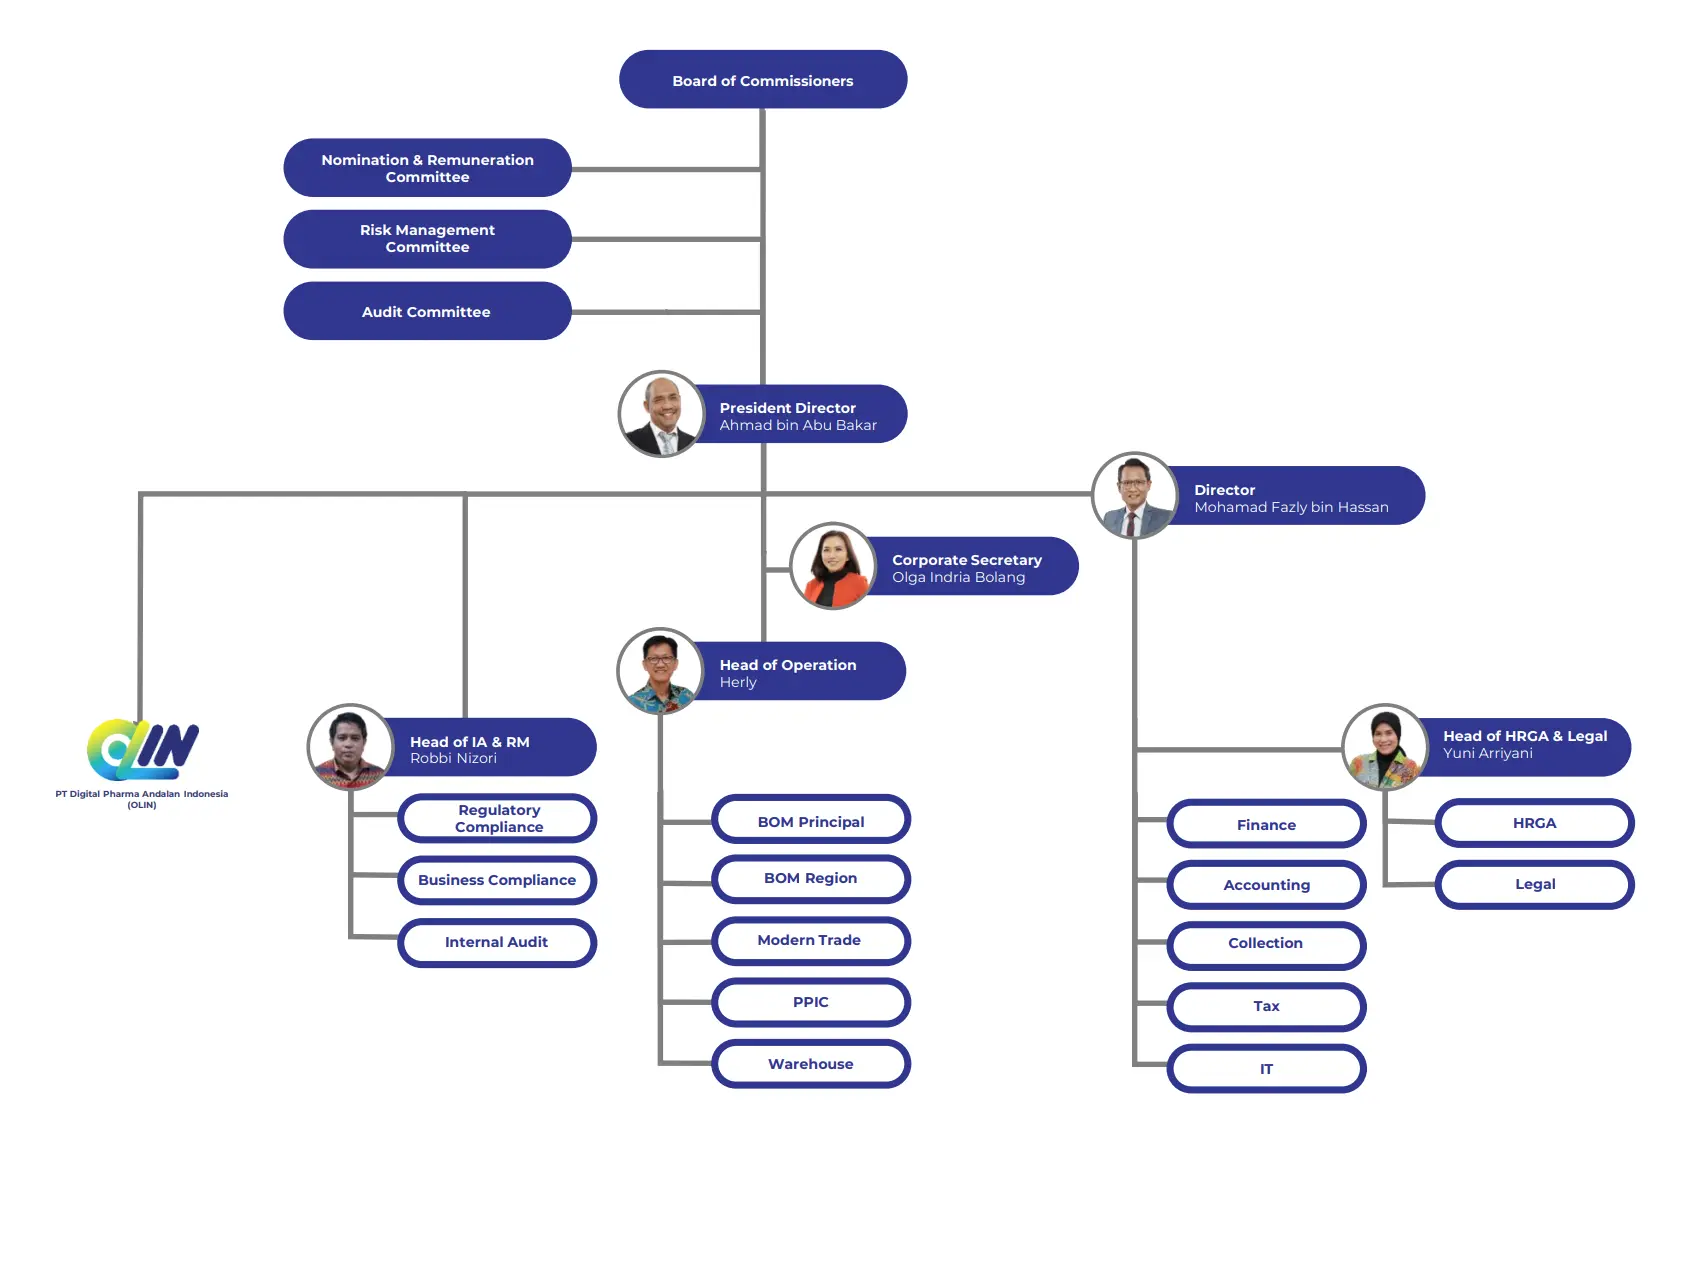 Board of Commissioners
Nomination & Remuneration
Committee
Risk Management
Committee
Audit Committee
President Director
Ahmad bin Abu Bakar
Director
Mohamad Fazly bin Hassan
Corporate Secretary
Olga Indria Bolang
Head of Operation
Herly
OLIN
PT Digital Pharma Andalan Indonesia
(OLIN)
Head of IA & RM
Robbi Nizori
Regulatory
Compliance
Business Compliance
Internal Audit
BOM Principal
BOM Region
Modern Trade
PPIC
Warehouse
Head of HRGA & Legal
Yuni Arriyani
Finance
Accounting
Collection
Tax
IT
HRGA
Legal